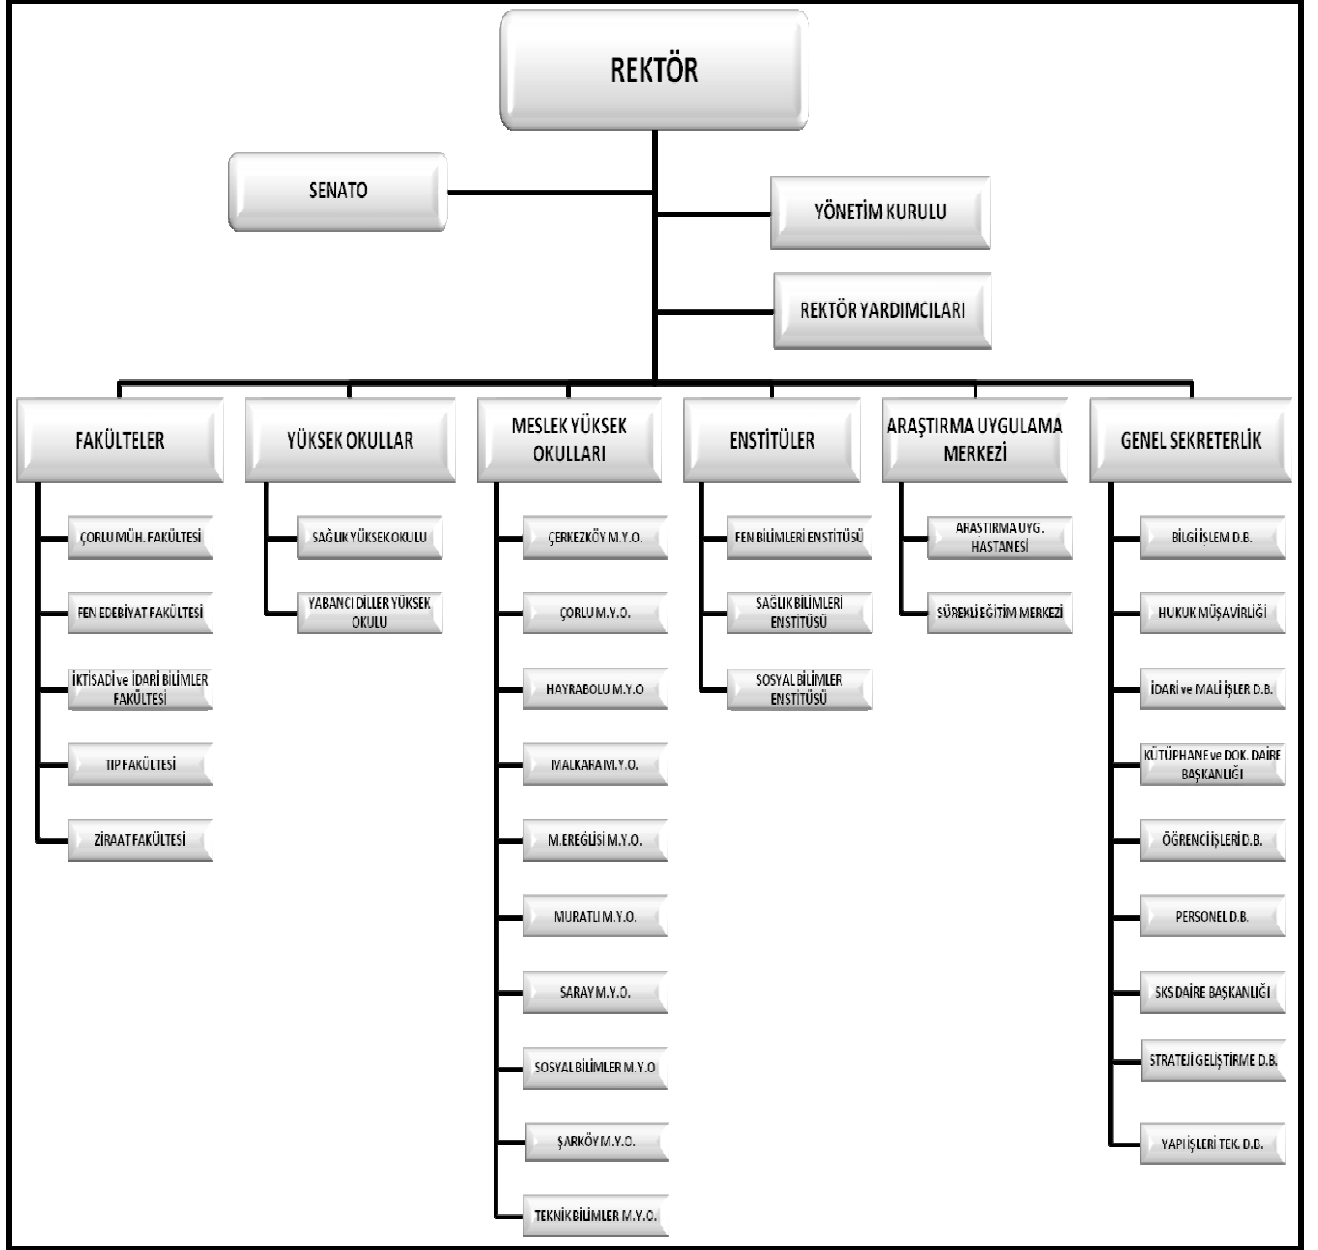 REKTÖR
SENATO
YÖNETİM KURULU
REKTÖR YARDIMCILARI
FAKÜLTELER
ÇORLU MÜH. FAKÜLTESİ
FEN EDEBİYAT FAKÜLTESİ
İKTİSADİ ve İDARİ BİLİMLER
FAKÜLTESİ
TIP FAKÜLTESİ
ZİRAAT FAKÜLTESİ
YÜKSEK OKULLAR
SAĞLIK YÜKSEK OKULU
YABANCI DİLLER YÜKSEK
OKULU
MESLEK YÜKSEK
OKULLARI
ÇERKEZKÖY M.Y.O.
ÇORLU M.Y.O.
HAYRABOLU M.Y.O
MALKARA M.Y.O.
M.EREĞLİSİ M.Y.O.
MURATLI M.Y.O.
SARAY M.Y.O.
SOSYAL BİLİMLER M.Y.O
ŞARKÖY M.Y.O.
TEKNİK BİLİMLER M.Y.O.
ENSTİTÜLER
FEN BİLİMLERİ ENSTİTÜSÜ
SAĞLIK BİLİMLERİ
ENSTİTÜSÜ
SOSYAL BİLİMLER
ENSTİTÜSÜ
ARAŞTIRMA UYGULAMA
MERKEZİ
ARAŞTIRMA UYG.
HASTANESİ
SÜREKLİ EĞİTİM MERKEZİ
GENEL SEKRETERLİK
BİLGİ İŞLEM D.B.
HUKUK MÜŞAVİRLİĞİ
İDARİ ve MALİ İŞLER D.B.
KÜTÜPHANE ve DOK. DAİRE
BAŞKANLIĞI
ÖĞRENCİ İŞLERİ D.B.
PERSONEL D.B.
SKS DAİRE BAŞKANLIĞI
STRATEJİ GELİŞTİRME D.B.
YAPI İŞLERİ TEK. D.B.